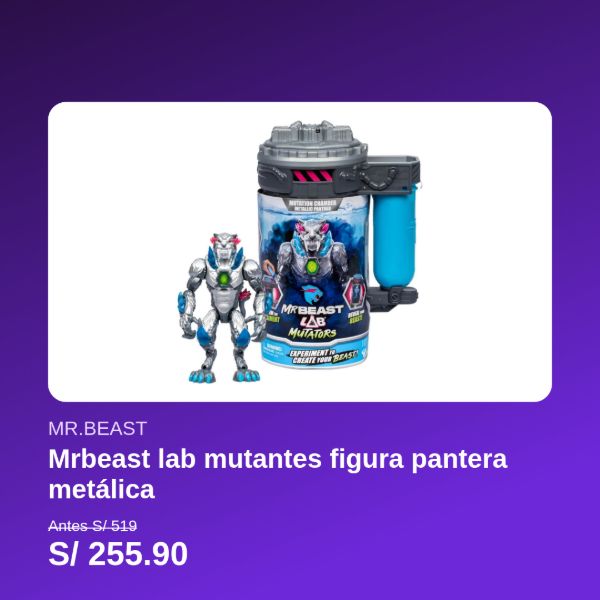 MUTATION CHAMBER
METALLIC PANTHER
MRBEAST
LAB
MUTATORS
EXPERIMENT TO
CREATE YOUR BEAST!
MR.BEAST
Mrbeast lab mutantes figura pantera
metálica
Antes S/ 519
S/ 255.90